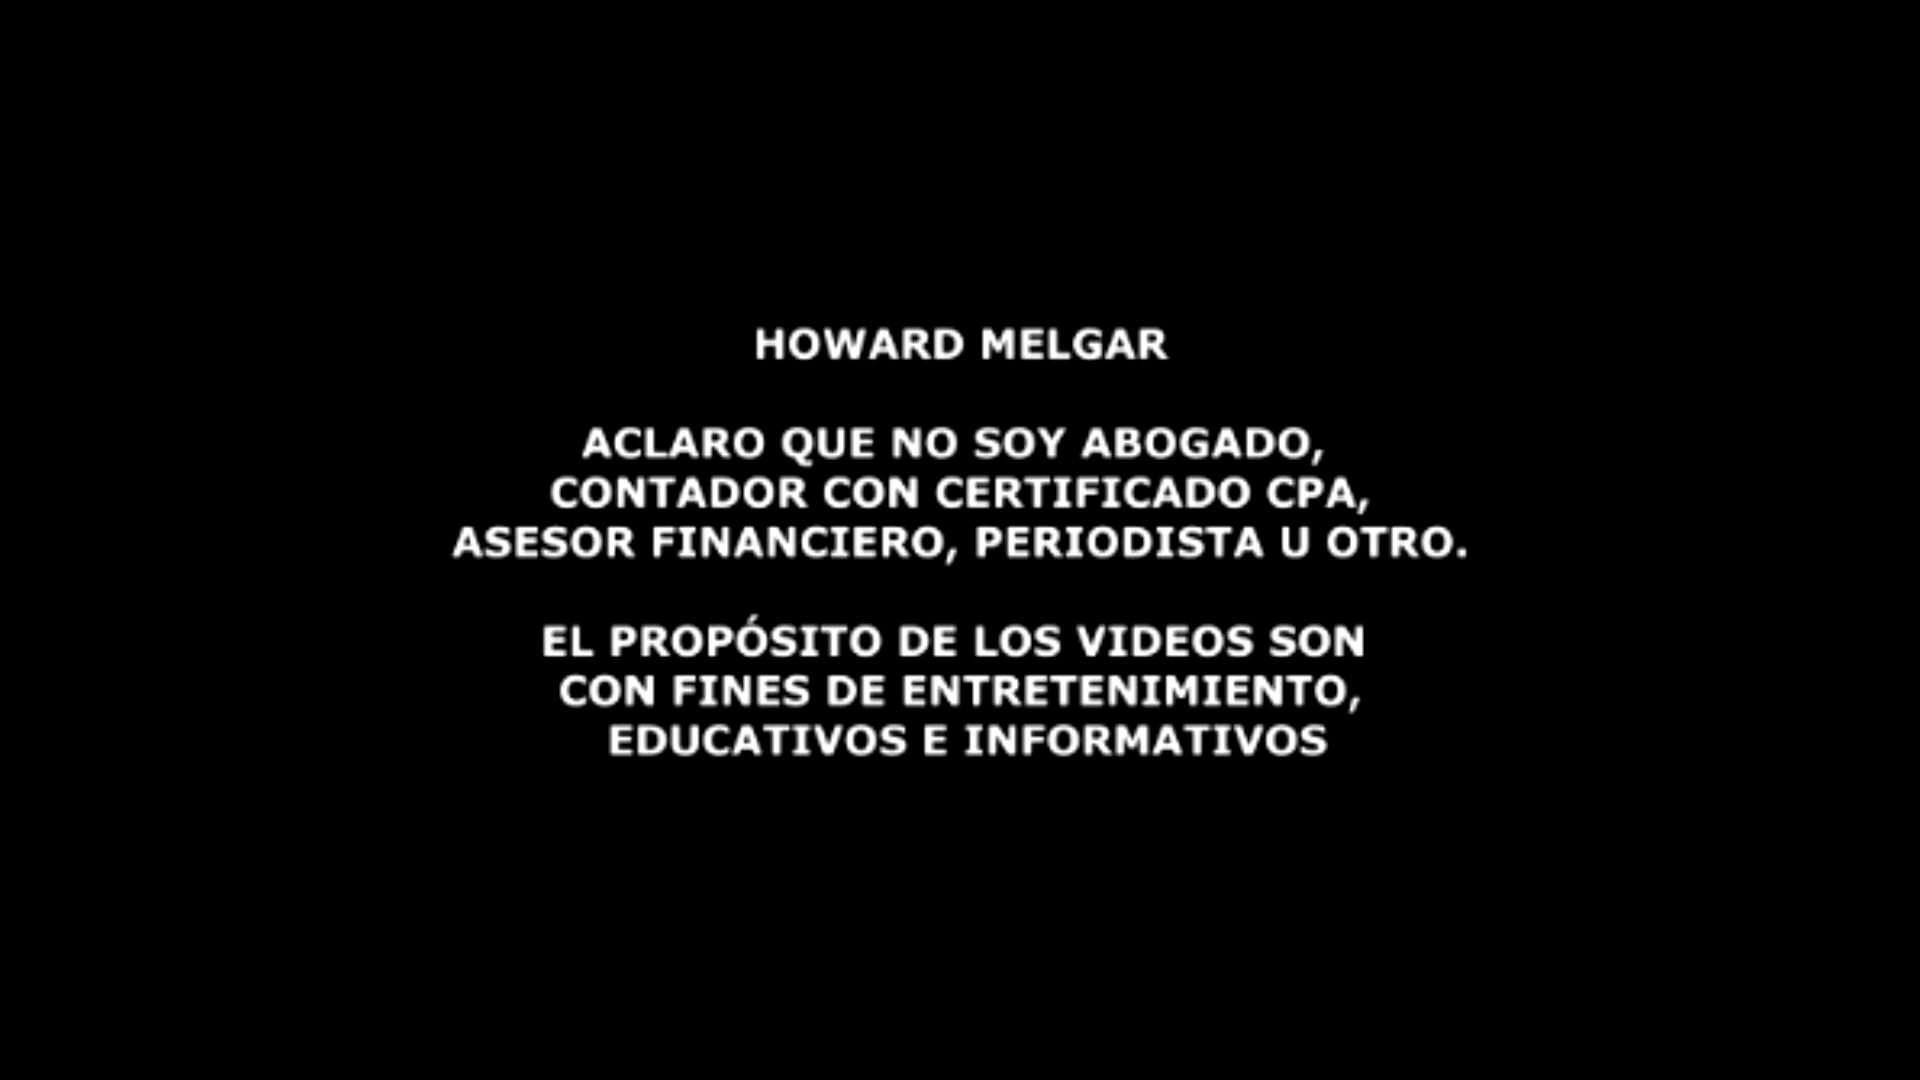 HOWARD MELGAR
ACLARO QUE NO SOY ABOGADO,
CONTADOR CON CERTIFICADO CPA,
ASESOR FINANCIERO, PERIODISTA U OTRO.
EL PROPÓSITO DE LOS VIDEOS SON
CON FINES DE ENTRETENIMIENTO,
EDUCATIVOS E INFORMATIVOS